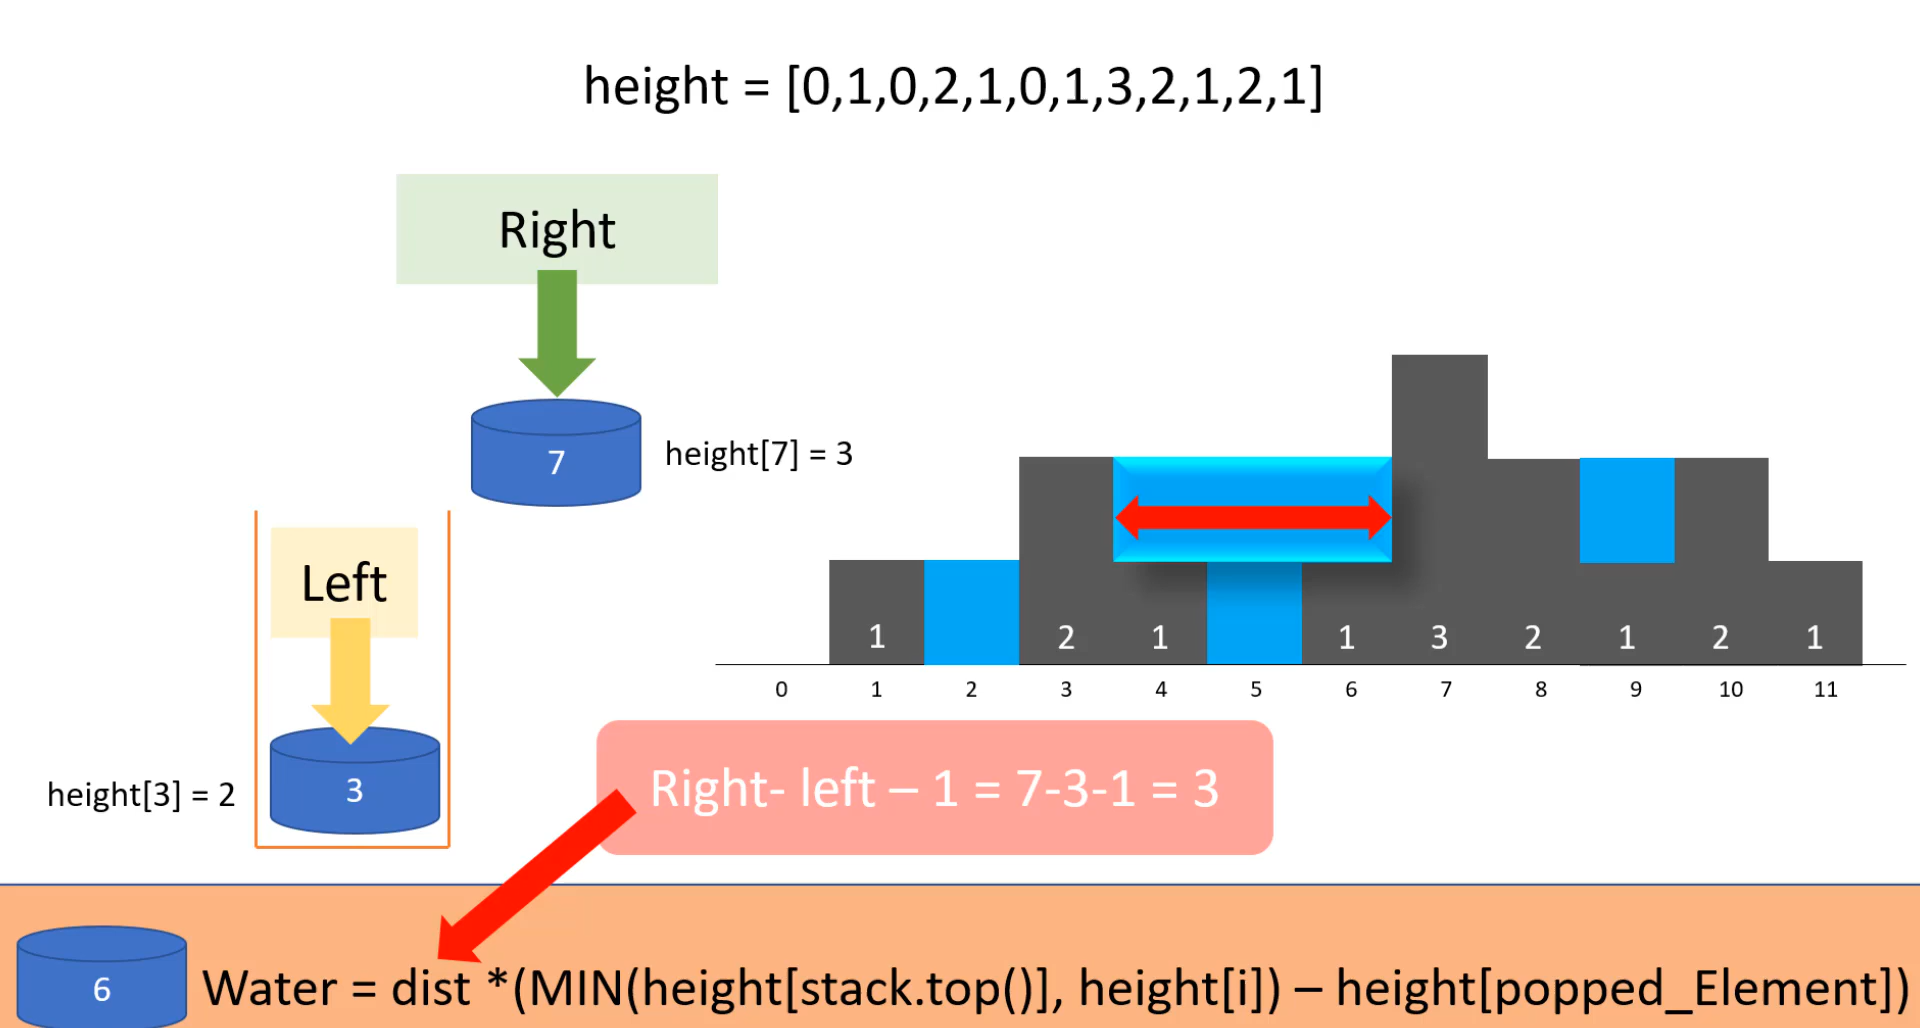 height = [0,1,0,2,1,0,1,3,2,1,2,1]
Right
7
height[7] = 3
Left
height[3] = 2
3
1 2 1 1 3 2 1 2 1
0 1 2 3 4 5 6 7 8 9 10 11
Right- left – 1 = 7-3-1 = 3
6
Water = dist *(MIN(height[stack.top()], height[i]) – height[popped_Element])